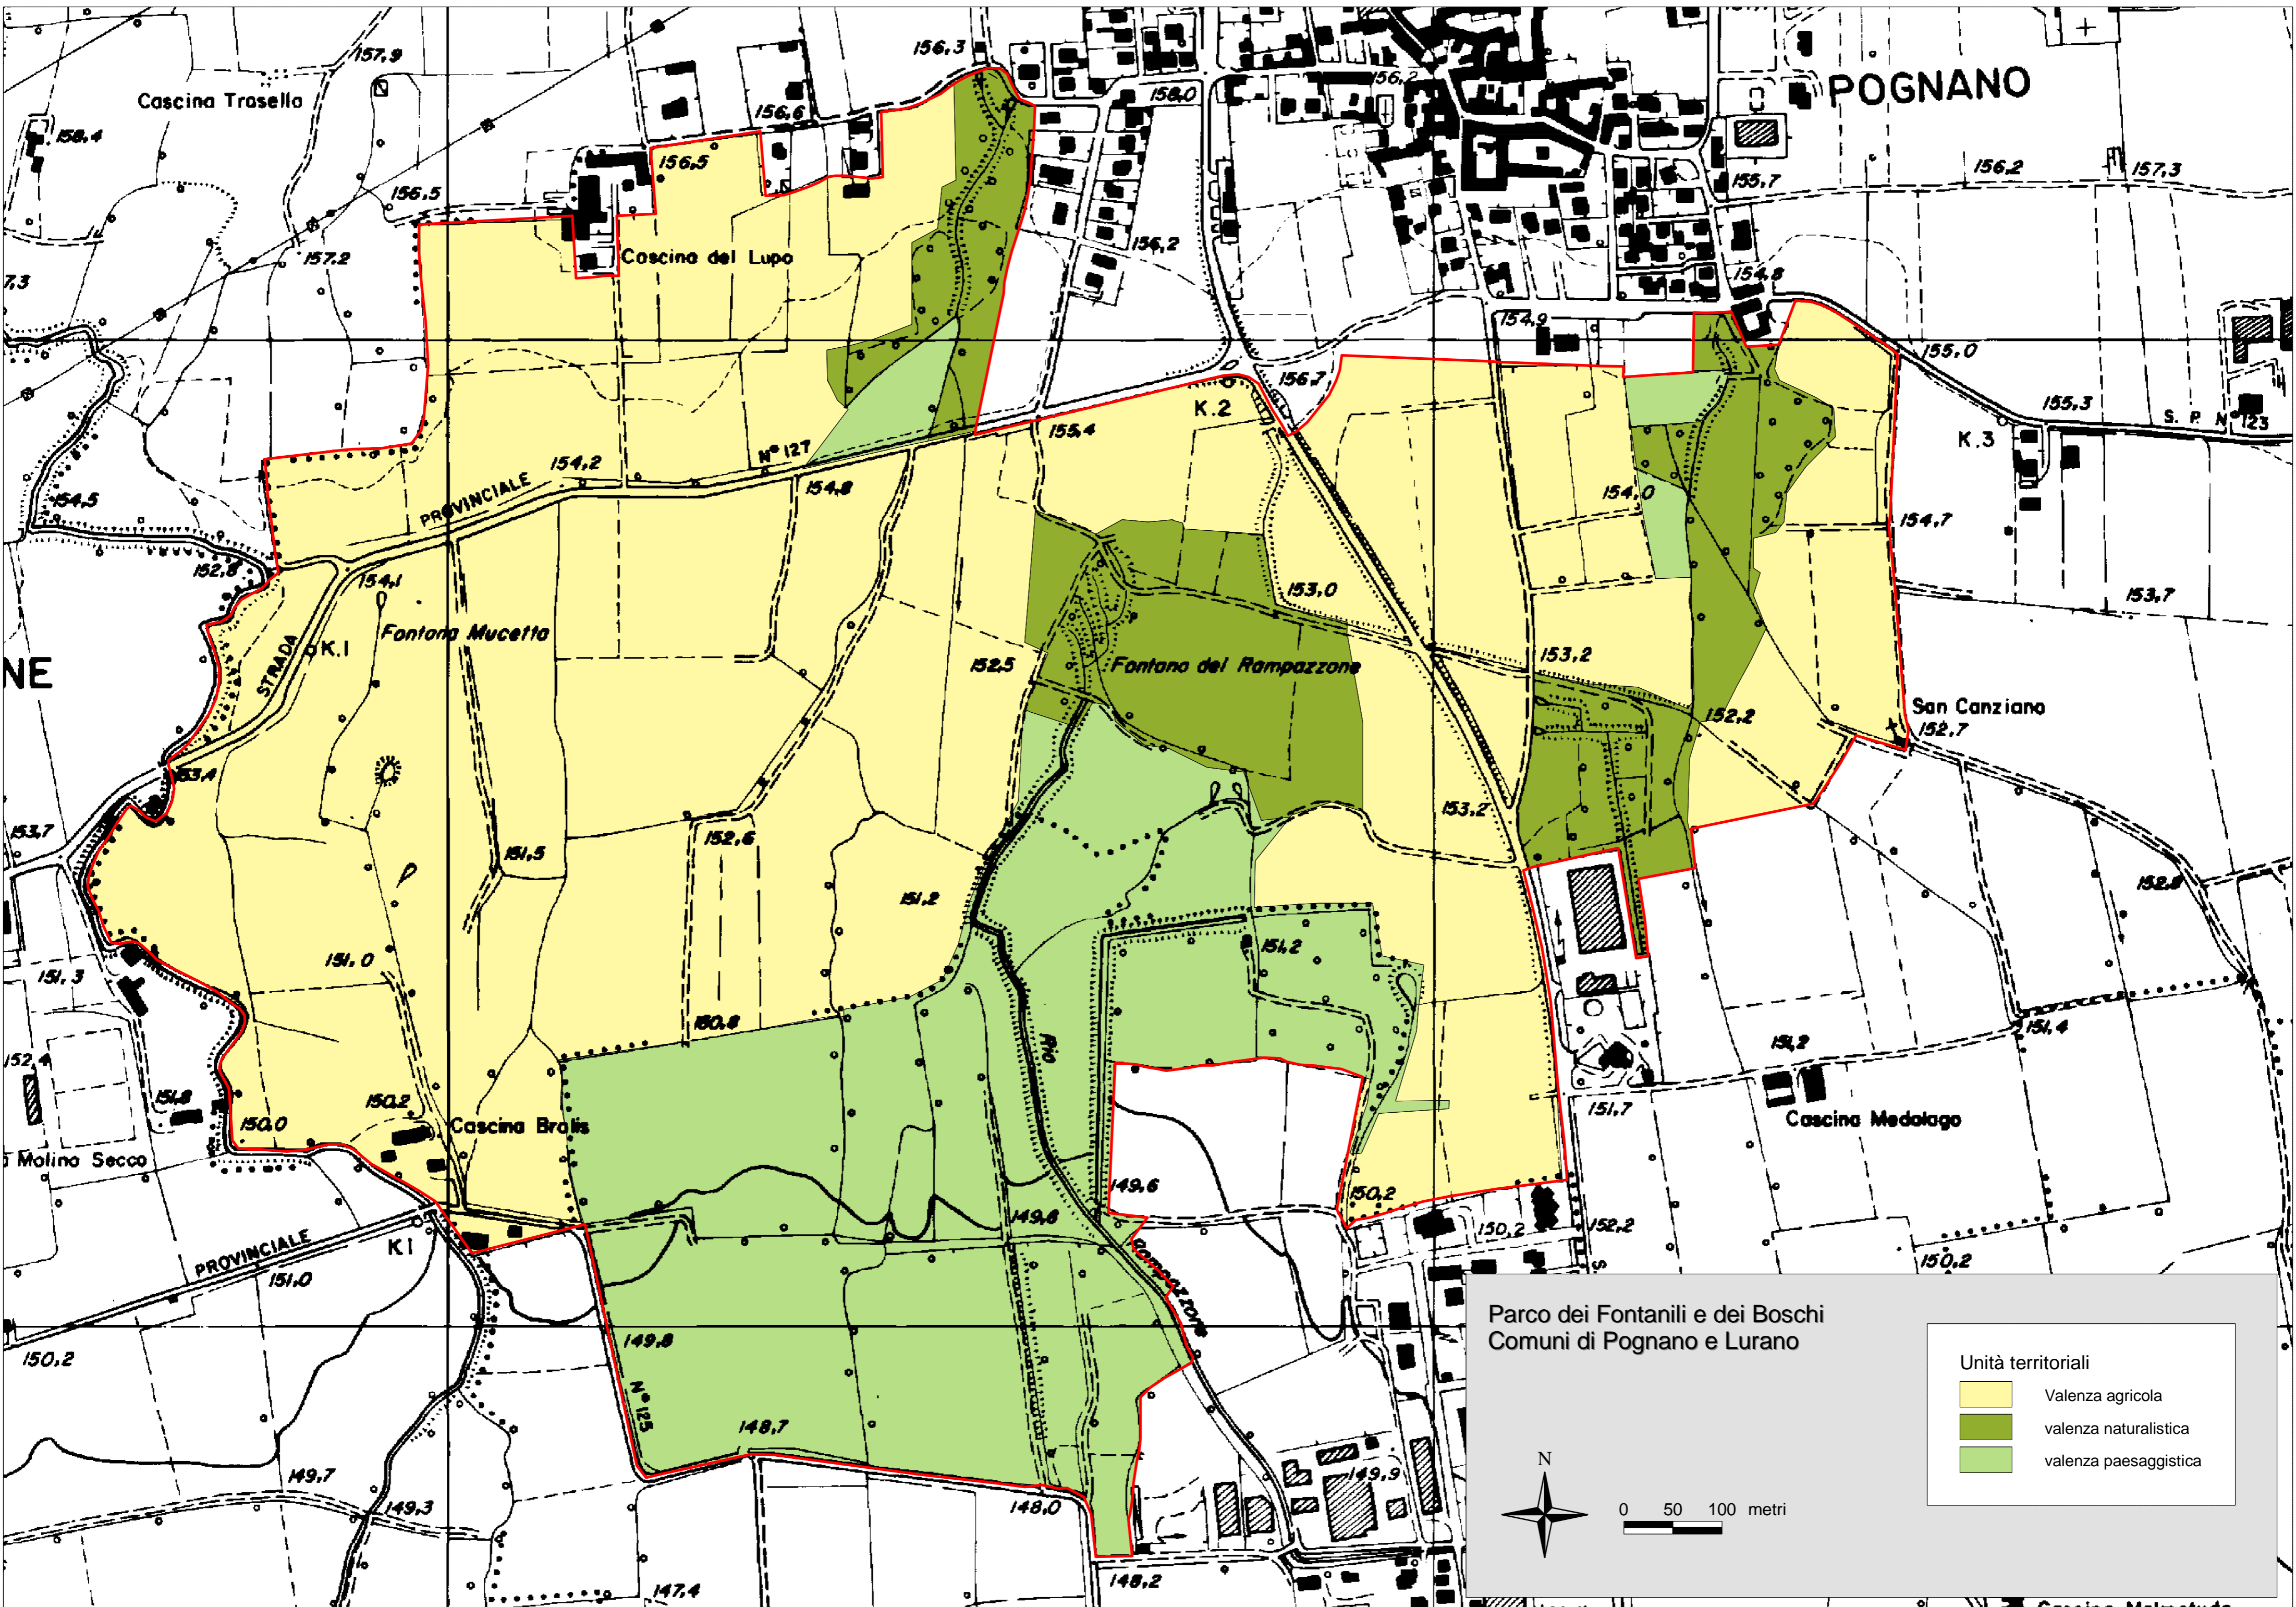 157,9
156,3
156,2
POGNANO
Cascina Trasella
158,0
156,6
158,4
156,5
155,7
156,2
157,3
156,5
156,2
157,2
Cascina del Lupo
7,3
154,8
154,9
155,0
156,7
K.2
155,3
S. P. N° 123
K.3
155,4
N° 127
154,2
PROVINCIALE
154,8
154,5
154,0
154,7
152,8
154,1
153,0
153,7
Fontana Mucetta
STRADA
K.1
NE
152,5
Fontana del Rampazzone
153,2
San Canziano
152,7
152,2
153,4
153,7
153,2
152,6
151,5
151,2
151,2
151,0
151,3
150,8
Rio
151,4
151,2
152,4
151,8
150,2
150,0
Cascina Bralis
151,7
Cascina Medolago
Molino Secco
149,6
150,2
150,2
152,2
149,8
K1
PROVINCIALE
151,0
150,2
Rampazzone
150,2
149,8
N° 125
148,7
149,7
149,3
148,0
149,9
147,4
148,2
Parco dei Fontanili e dei Boschi
Comuni di Pognano e Lurano
Unità territoriali
Valenza agricola
valenza naturalistica
valenza paesaggistica
N
0 50 100 metri